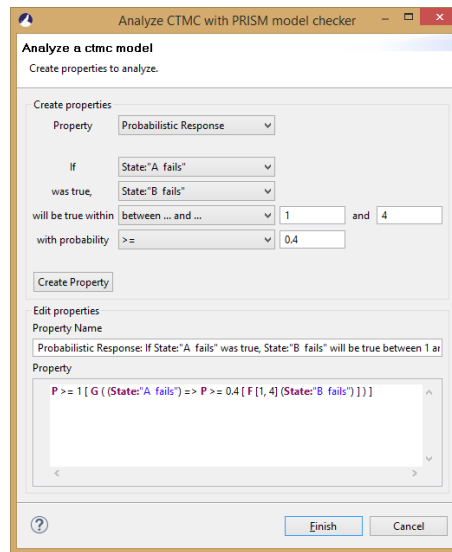 Analyze CTMC with PRISM model checker
Analyze a ctmc model
Create properties to analyze.
Create properties
Property Probabilistic Response
If State:"A fails"
was true, State:"B fails"
will be true within between ... and ... 1 and 4
with probability >= 0.4
Create Property
Edit properties
Property Name
Probabilistic Response: If State:"A fails" was true, State:"B fails" will be true between 1 ar
Property
P >= 1 [ G ( (State:"A fails") => P >= 0.4 [ F [1, 4] (State:"B fails") ] ) ]
Finish Cancel